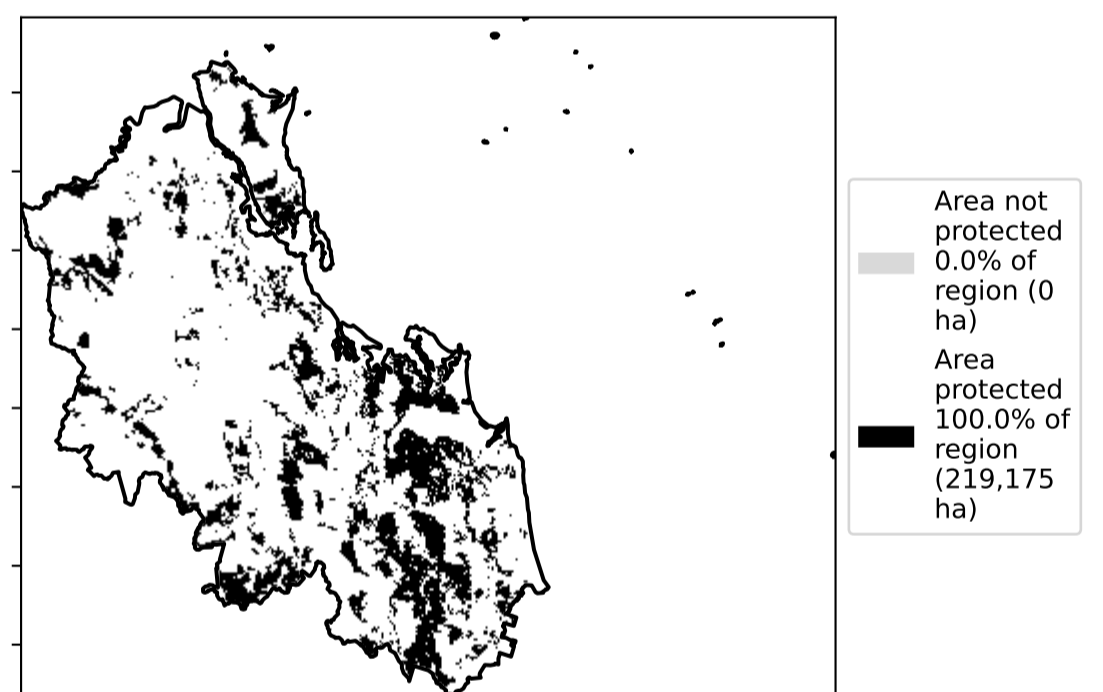 Area not
protected
0.0% of
region (0
ha)
Area
protected
100.0% of
region
(219,175
ha)